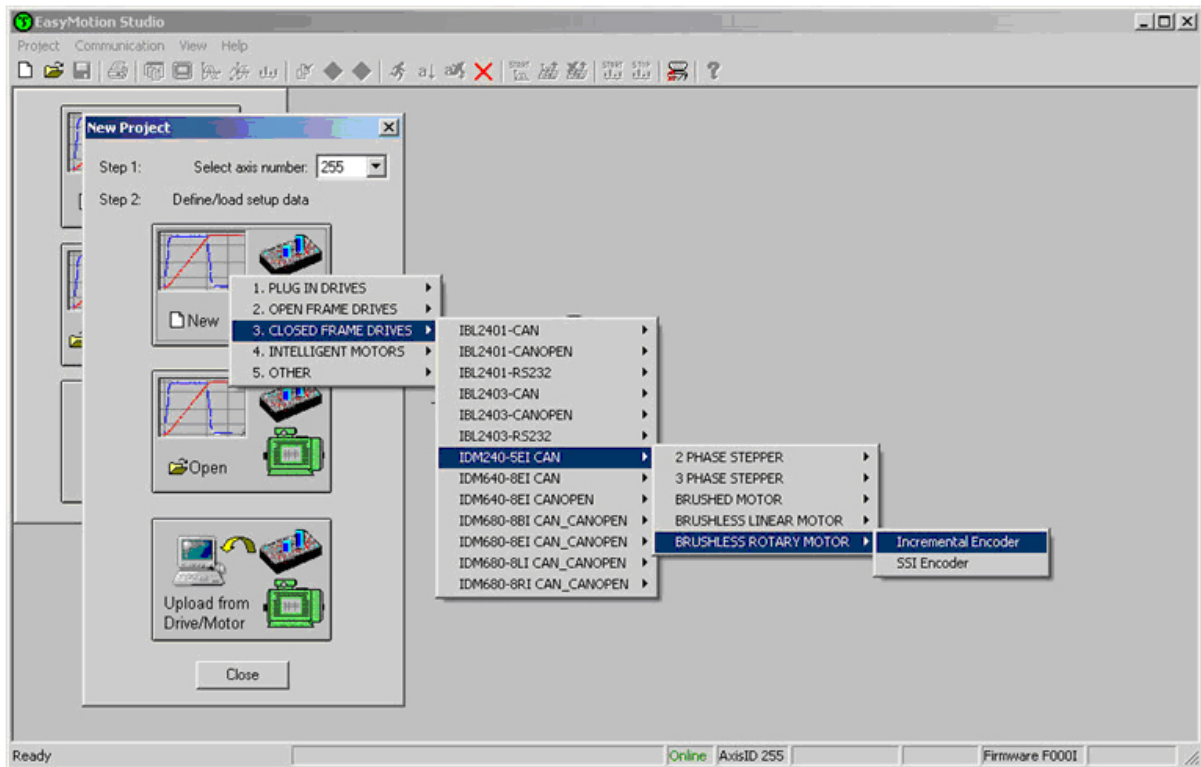 EasyMotion Studio
Project Communication View Help
New Project
Step 1: Select axis number: 255
Step 2: Define/load setup data
New
1. PLUG IN DRIVES
2. OPEN FRAME DRIVES
3. CLOSED FRAME DRIVES
4. INTELLIGENT MOTORS
5. OTHER
IBL2401-CAN
IBL2401-CANOPEN
IBL2401-RS232
IBL2403-CAN
IBL2403-CANOPEN
IBL2403-RS232
IDM240-5EI CAN
IDM640-8EI CAN
IDM640-8EI CANOPEN
IDM680-8BI CAN_CANOPEN
IDM680-8EI CAN_CANOPEN
IDM680-8LI CAN_CANOPEN
IDM680-8RI CAN_CANOPEN
2 PHASE STEPPER
3 PHASE STEPPER
BRUSHED MOTOR
BRUSHLESS LINEAR MOTOR
BRUSHLESS ROTARY MOTOR
Incremental Encoder
SSI Encoder
Open
Upload from
Drive/Motor
Close
Ready Online AxisID 255 Firmware F000I